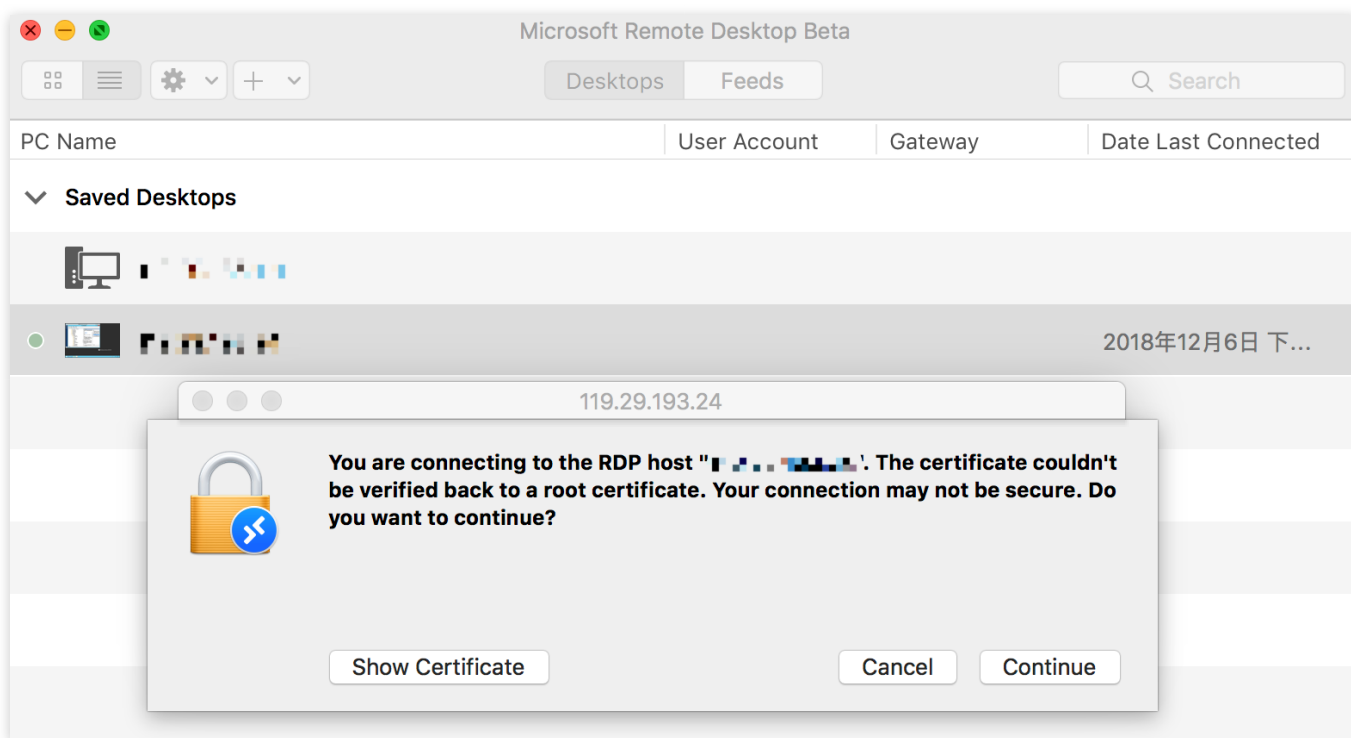 Microsoft Remote Desktop Beta
Desktops Feeds Search
PC Name User Account Gateway Date Last Connected
Saved Desktops
2018年12月6日 下...
119.29.193.24
You are connecting to the RDP host " ". The certificate couldn't
be verified back to a root certificate. Your connection may not be secure. Do
you want to continue?
Show Certificate Cancel Continue